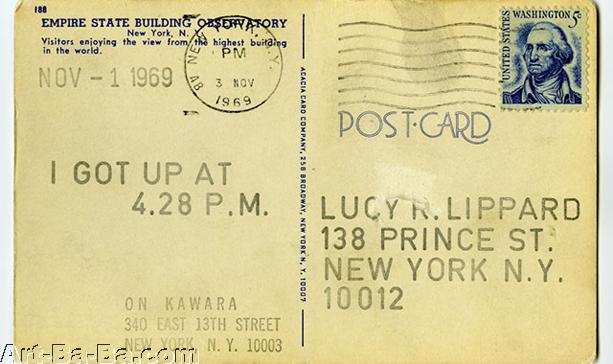 188
EMPIRE STATE BUILDING OBSERVATORY
New York, N.
Visitors enjoying the view from the highest building
in the world.
NOV - 1 1969
NEW YORK, N.Y.
PM
3 NOV
1969
UNITED STATES
WASHINGTON 5c
POST-CARD
ACACIA CARD COMPANY, 258 BROADWAY, NEW YORK N. Y. 10007
I GOT UP AT
4.28 P.M.
LUCY R. LIPPARD
138 PRINCE ST.
NEW YORK N.Y.
10012
ON KAWARA
340 EAST 13TH STREET
NEW YORK, N.Y. 10003
Art-Ba-Ba.com